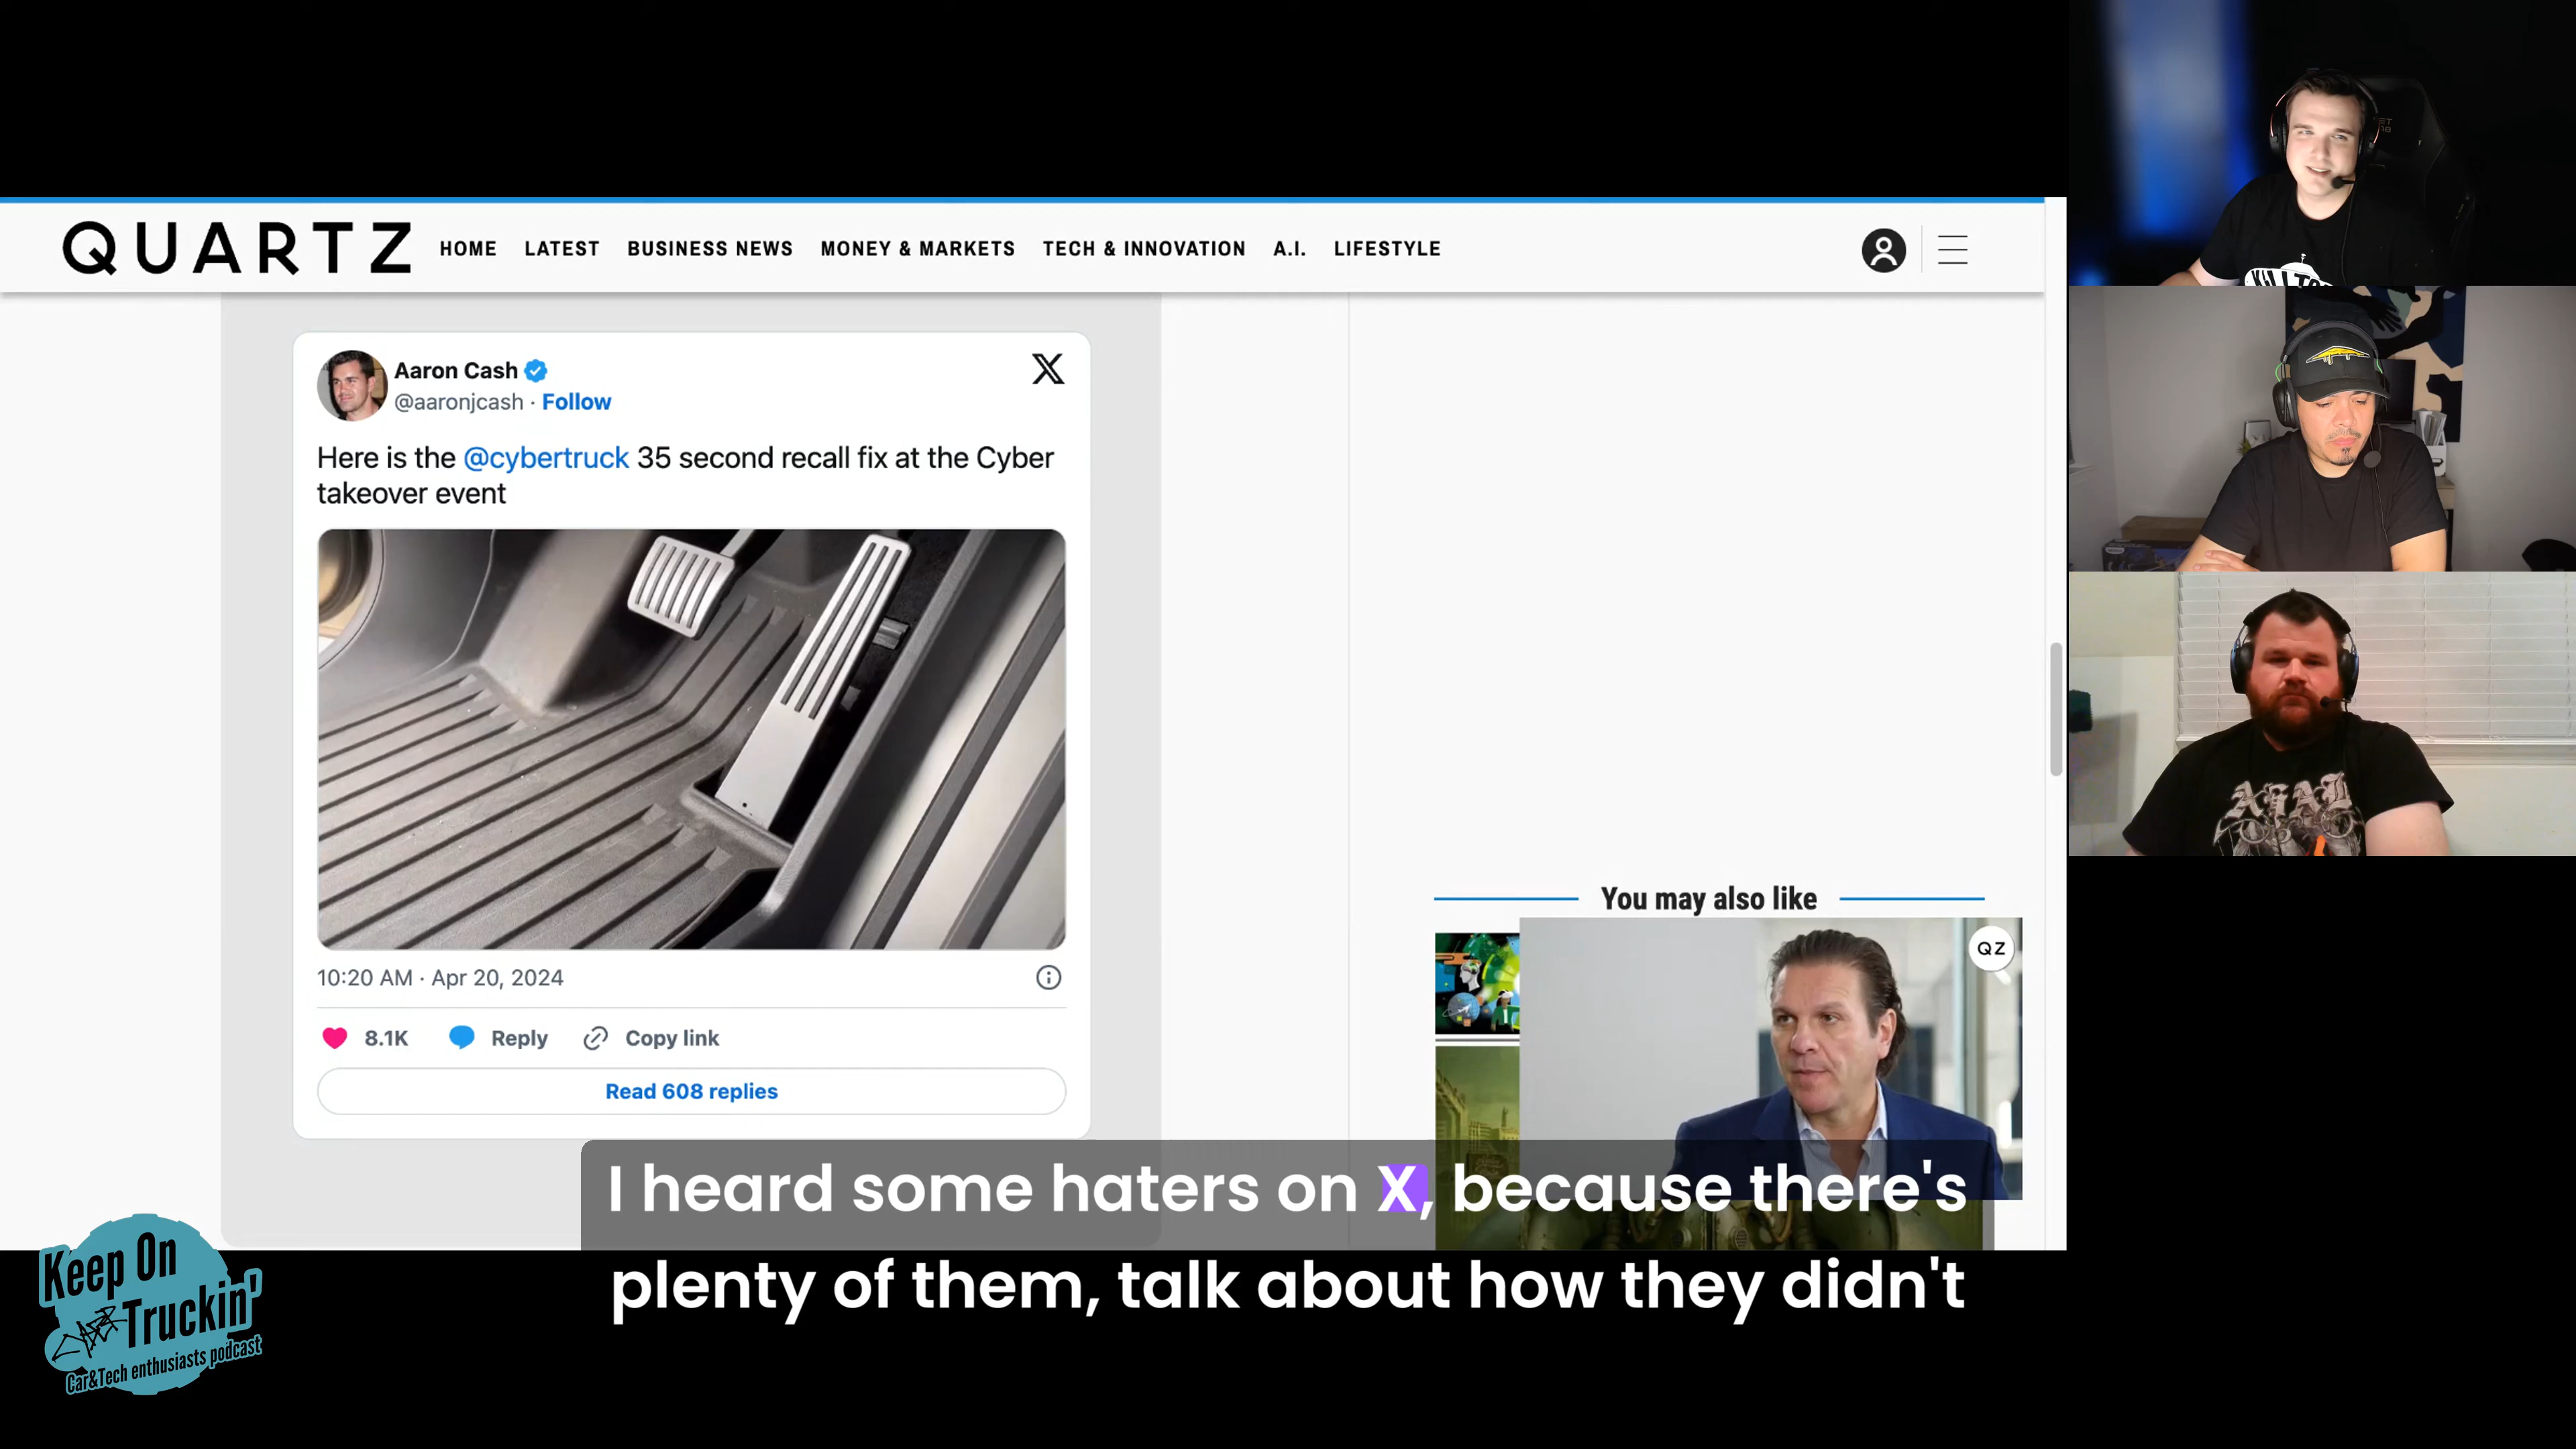 QUARTZ HOME LATEST BUSINESS NEWS MONEY & MARKETS TECH & INNOVATION A.I. LIFESTYLE
Aaron Cash
@aaronjcash · Follow
Here is the @cybertruck 35 second recall fix at the Cyber
takeover event
10:20 AM · Apr 20, 2024
8.1K Reply Copy link
Read 608 replies
You may also like
QZ
I heard some haters on X, because there's
plenty of them, talk about how they didn't
Keep On
Truckin'
Car&Tech enthusiasts podcast